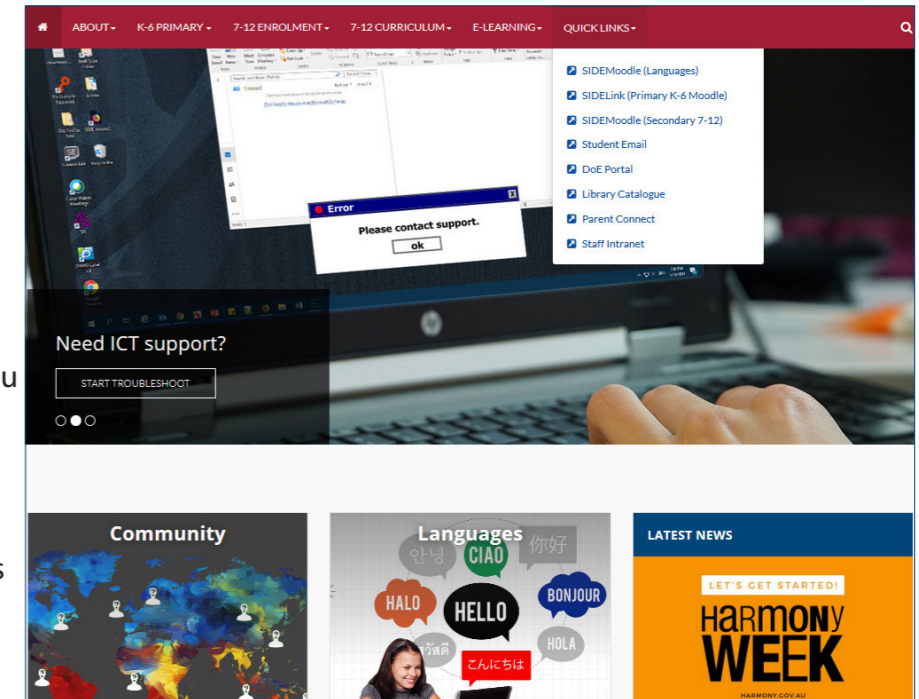 ABOUT
K-6 PRIMARY
7-12 ENROLMENT
7-12 CURRICULUM
E-LEARNING
QUICK LINKS
SIDEMoodle (Languages)
SIDELink (Primary K-6 Moodle)
SIDEMoodle (Secondary 7-12)
Student Email
DoE Portal
Library Catalogue
Parent Connect
Staff Intranet
Error
X
Please contact support.
ok
Need ICT support?
START TROUBLESHOOT
u
s
Community
Languages
안녕
CIAO
你好
HALO
HELLO
BONJOUR
สวัสดี
こんにちは
HOLA
LATEST NEWS
LET'S GET STARTED!
HARMONY
WEEK
HARMONY.GOV.AU